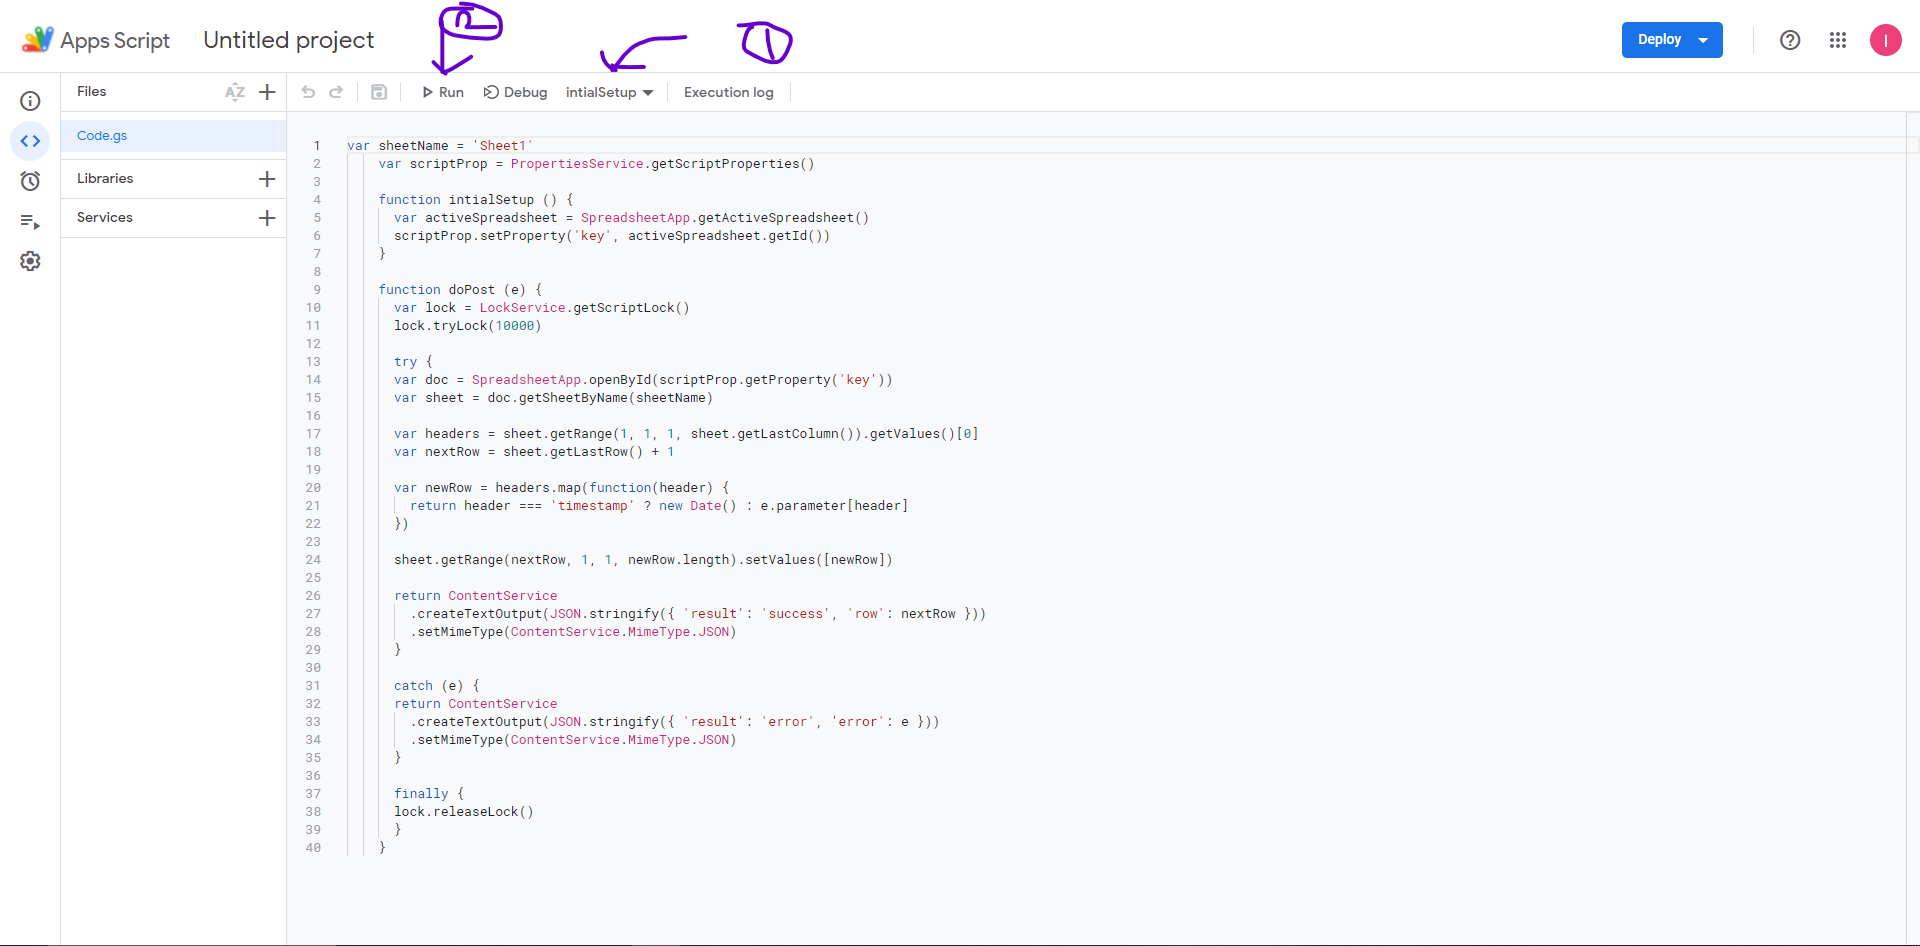 Apps Script
Untitled project
2
1
Deploy
I
Files
AZ
Run
Debug
intialSetup
Execution log
Code.gs
Libraries
Services
1 var sheetName = 'Sheet1'
2 var scriptProp = PropertiesService.getScriptProperties()
3
4 function intialSetup () {
5 var activeSpreadsheet = SpreadsheetApp.getActiveSpreadsheet()
6 scriptProp.setProperty('key', activeSpreadsheet.getId())
7 }
8
9 function doPost (e) {
10 var lock = LockService.getScriptLock()
11 lock.tryLock(10000)
12
13 try {
14 var doc = SpreadsheetApp.openById(scriptProp.getProperty('key'))
15 var sheet = doc.getSheetByName(sheetName)
16
17 var headers = sheet.getRange(1, 1, 1, sheet.getLastColumn()).getValues()[0]
18 var nextRow = sheet.getLastRow() + 1
19
20 var newRow = headers.map(function(header) {
21 return header === 'timestamp' ? new Date() : e.parameter[header]
22 })
23
24 sheet.getRange(nextRow, 1, 1, newRow.length).setValues([newRow])
25
26 return ContentService
27 .createTextOutput(JSON.stringify({ 'result': 'success', 'row': nextRow }))
28 .setMimeType(ContentService.MimeType.JSON)
29 }
30
31 catch (e) {
32 return ContentService
33 .createTextOutput(JSON.stringify({ 'result': 'error', 'error': e }))
34 .setMimeType(ContentService.MimeType.JSON)
35 }
36
37 finally {
38 lock.releaseLock()
39 }
40 }